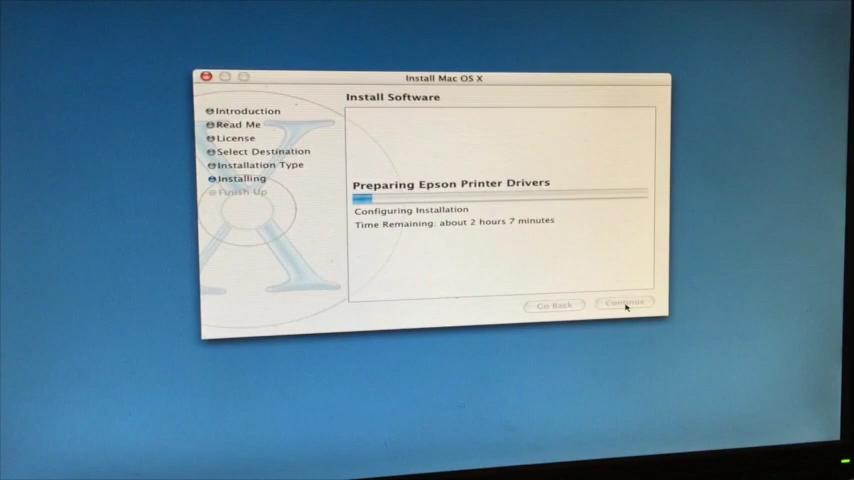 Install Mac OS X
Install Software
Introduction
Read Me
License
Select Destination
Installation Type
Installing
Finish Up
Preparing Epson Printer Drivers
Configuring Installation
Time Remaining: about 2 hours 7 minutes
Go Back
Continue